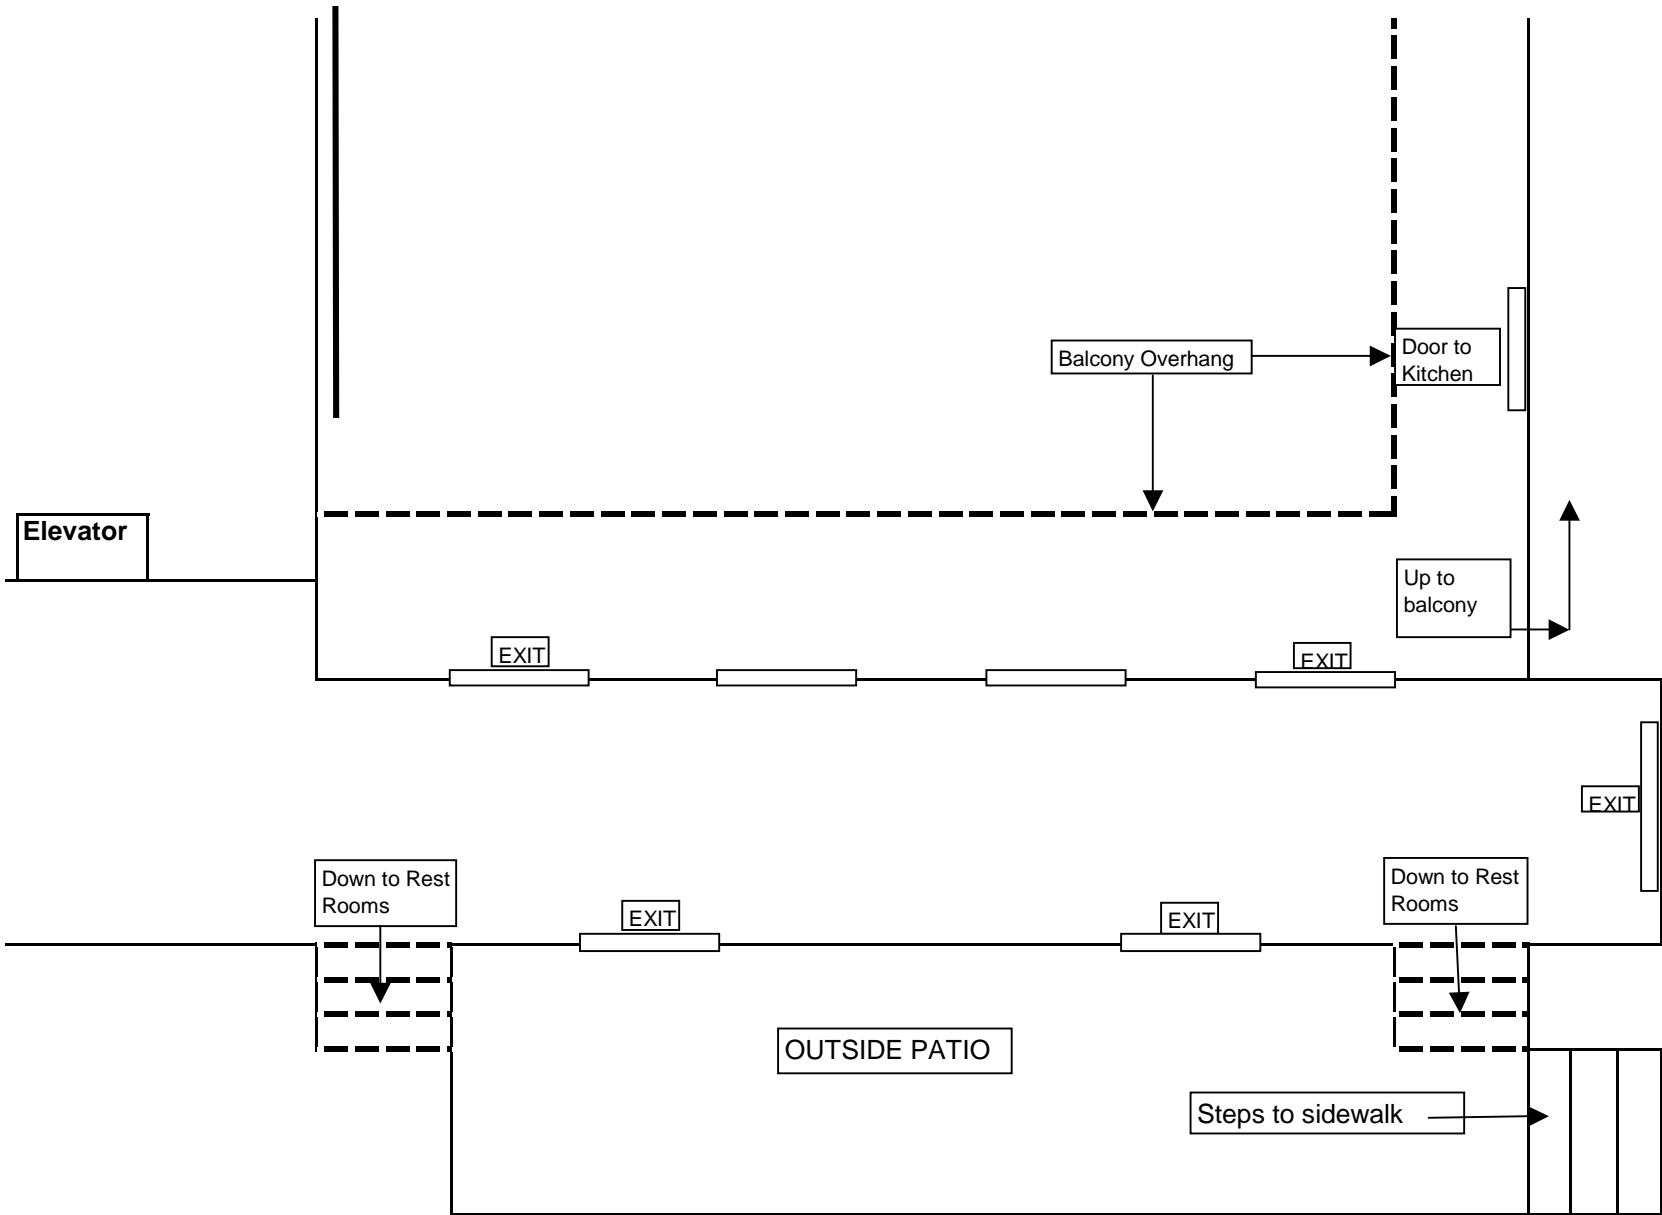 Balcony Overhang
Door to
Kitchen
Elevator
Up to
balcony
EXIT
EXIT
EXIT
Down to Rest
Rooms
Down to Rest
Rooms
EXIT
EXIT
OUTSIDE PATIO
Steps to sidewalk